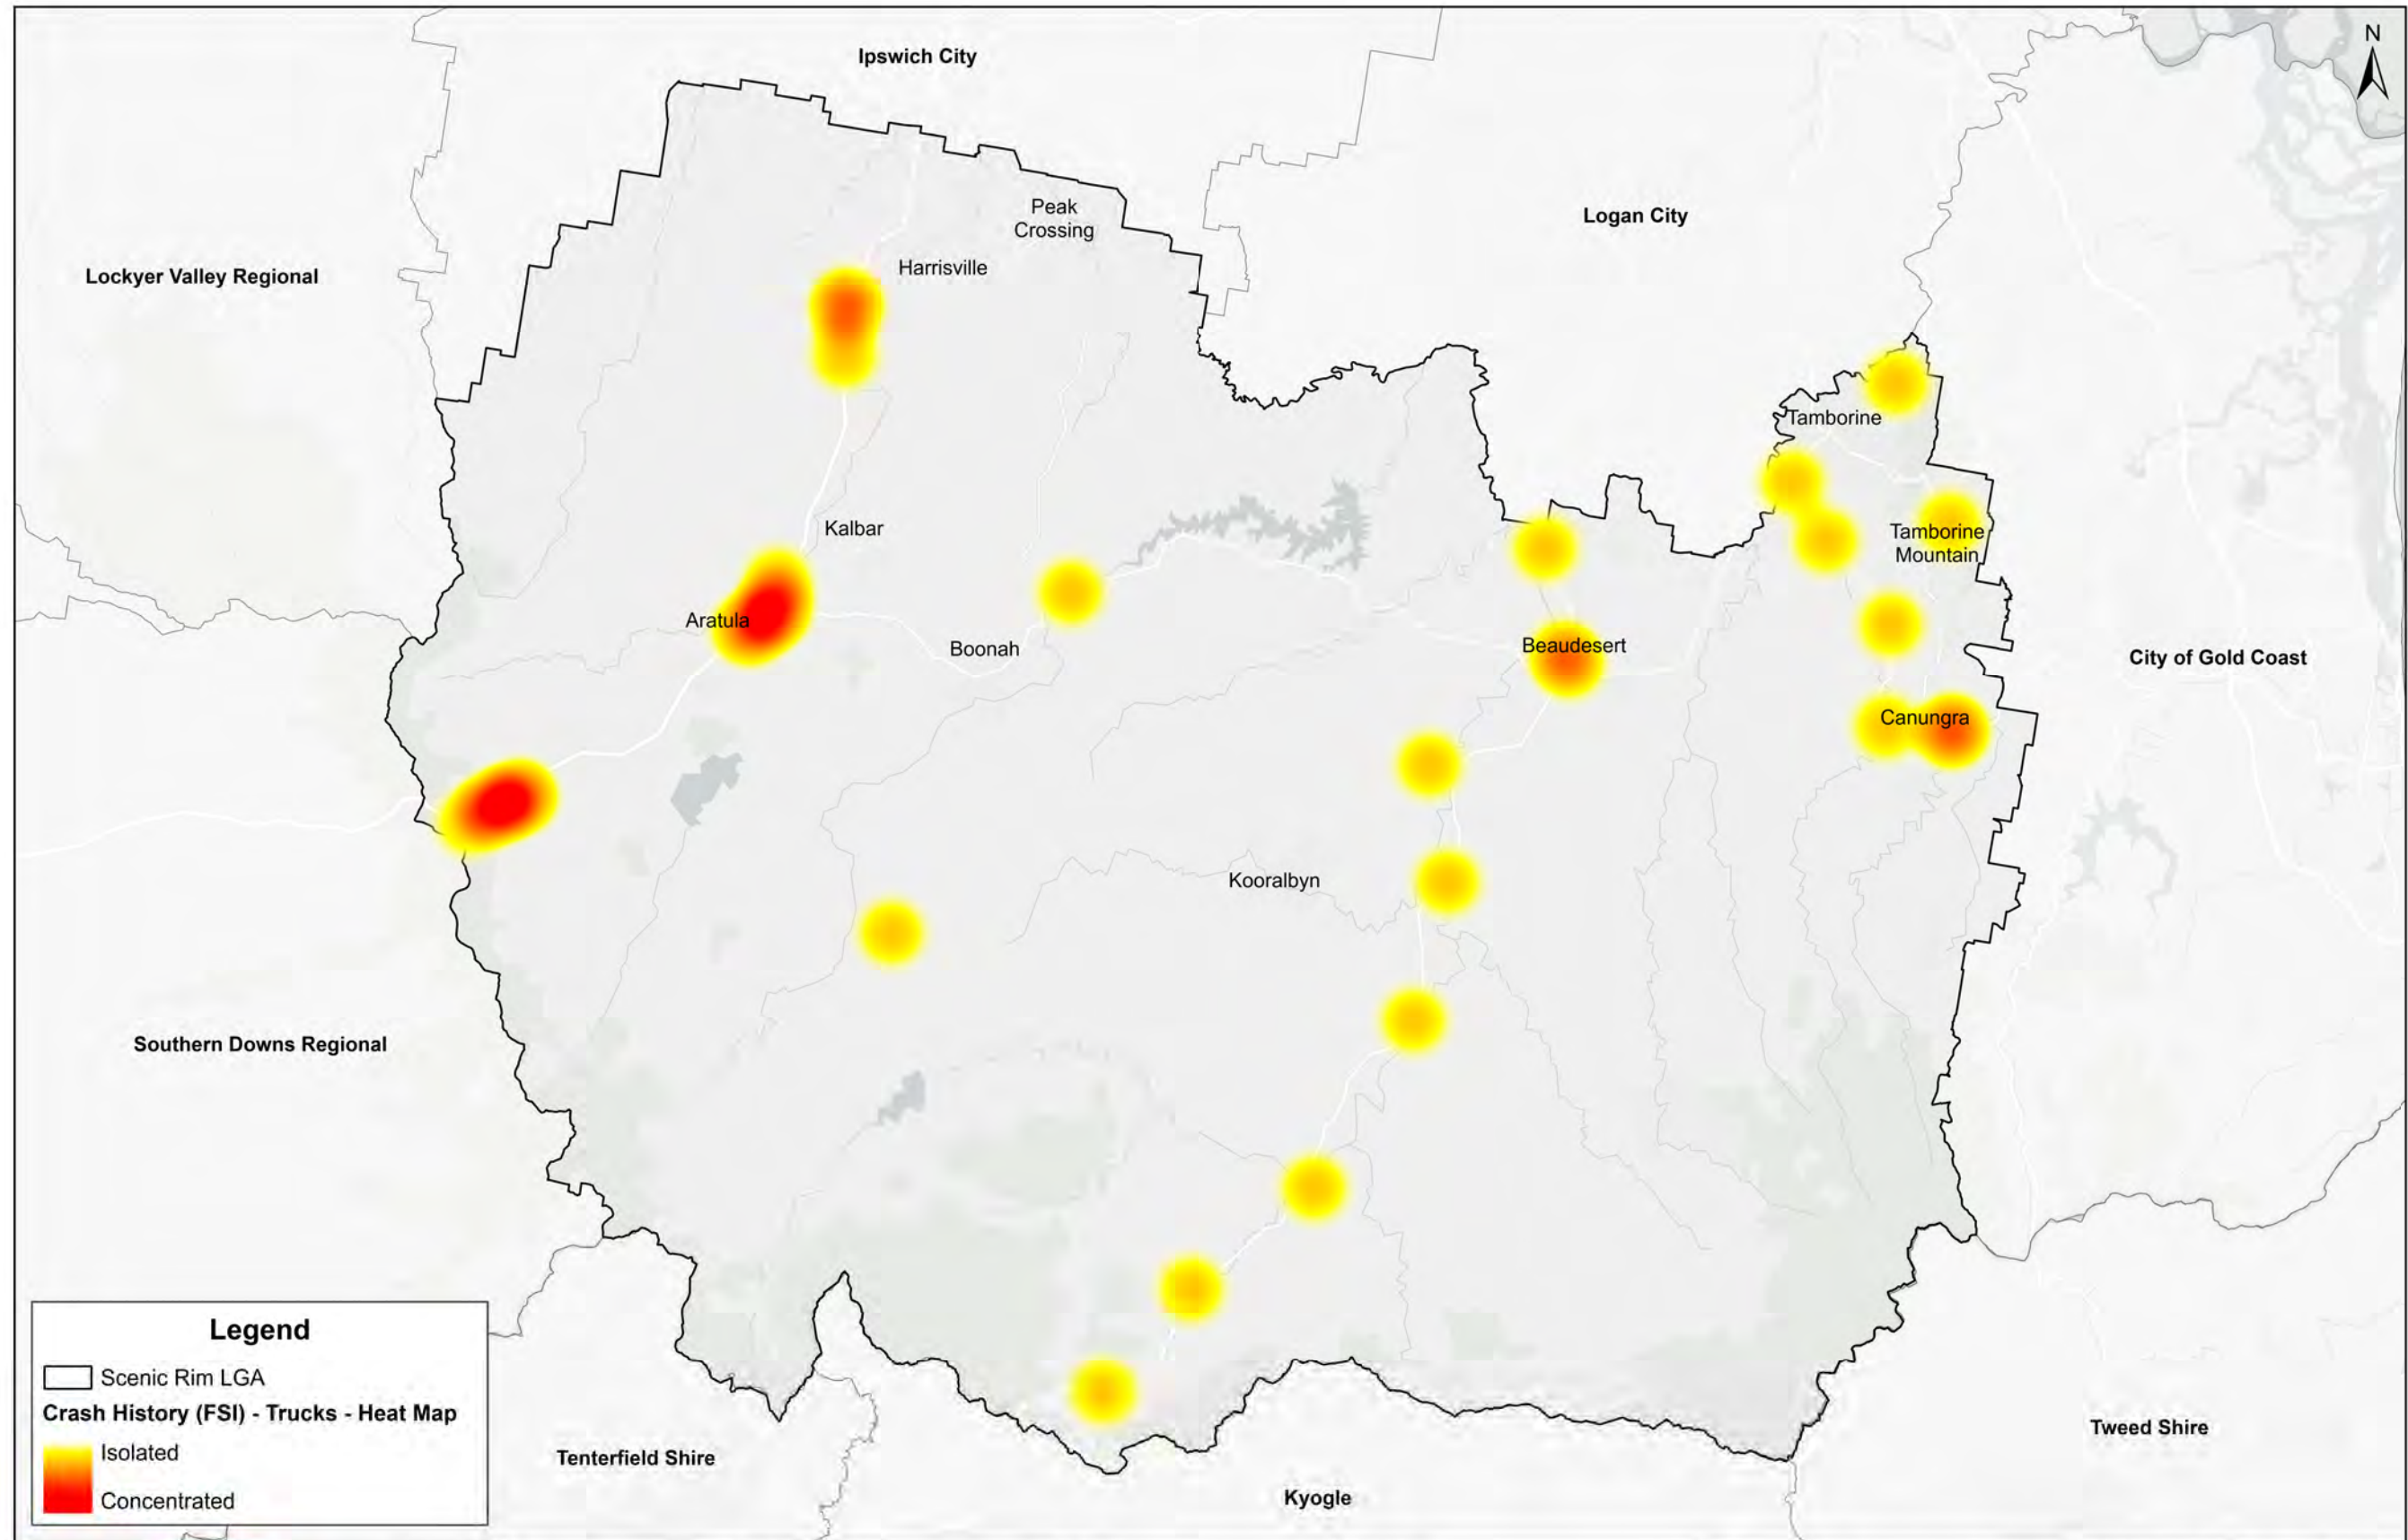 Ipswich City
N
Peak
Crossing
Logan City
Harrisville
Lockyer Valley Regional
Tamborine
Kalbar
Tamborine
Mountain
Aratula
Boonah
Beaudesert
City of Gold Coast
Canungra
Kooralbyn
Southern Downs Regional
Legend
Scenic Rim LGA
Crash History (FSI) - Trucks - Heat Map
Isolated
Concentrated
Tenterfield Shire
Tweed Shire
Kyogle